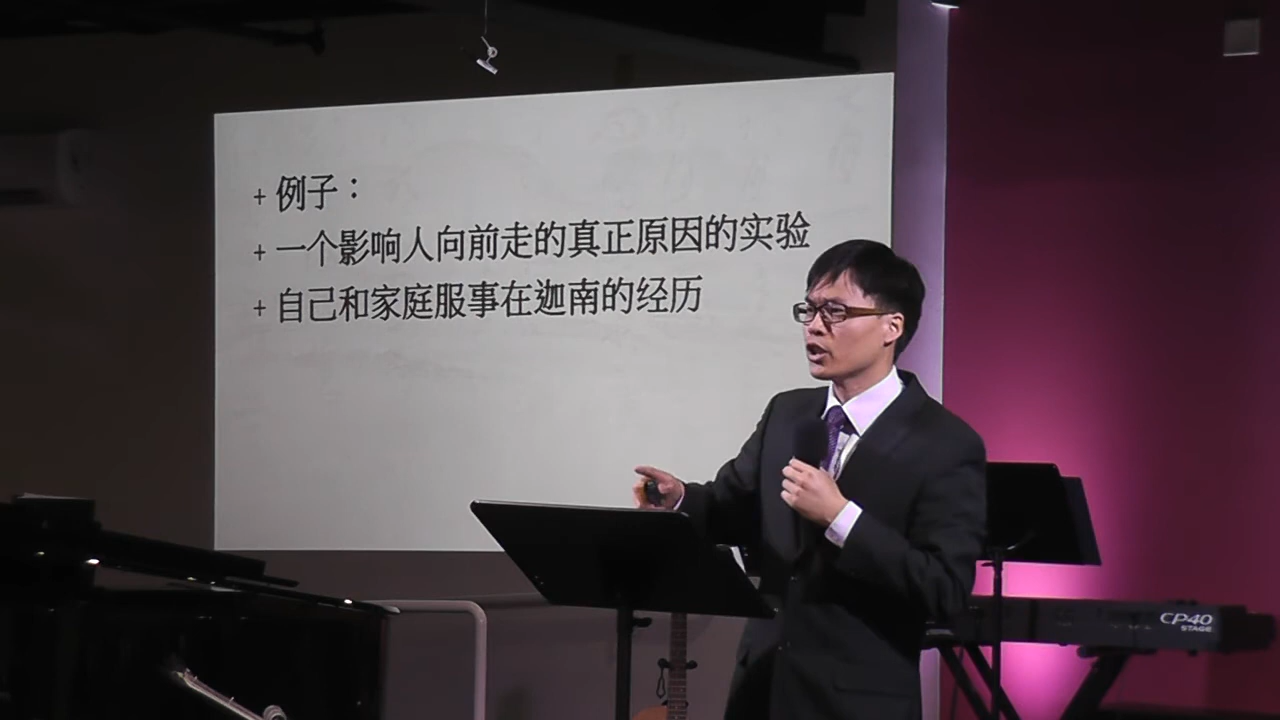 + 例子：
+ 一个影响人向前走的真正原因的实验
+ 自己和家庭服事在迦南的经历
CP40
STAGE